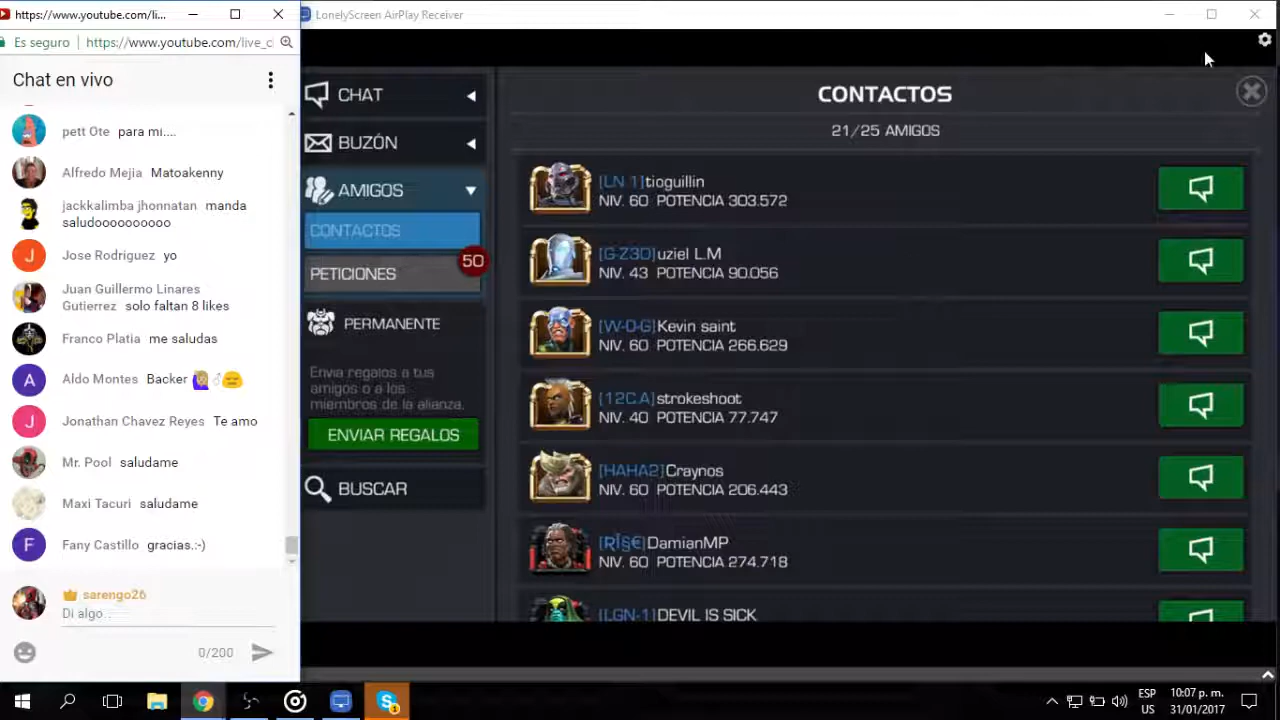 https://www.youtube.com/li...
Es seguro
https://www.youtube.com/live_c
Chat en vivo
pett Ote para mi....
Alfredo Mejia Matoakenny
jackkalimba jhonnatan manda
saludoooooooooo
J
Jose Rodriguez yo
Juan Guillermo Linares
Gutierrez solo faltan 8 likes
Franco Platia me saludas
A
Aldo Montes Backer
J
Jonathan Chavez Reyes Te amo
Mr. Pool saludame
Maxi Tacuri saludame
F
Fany Castillo gracias.:-)
sarengo26
Di algo...
0/200
LonelyScreen AirPlay Receiver
CHAT
BUZÓN
AMIGOS
CONTACTOS
PETICIONES
50
PERMANENTE
Envia regalos a tus
amigos o a los
miembros de la alianza.
ENVIAR REGALOS
BUSCAR
CONTACTOS
21/25 AMIGOS
[LN 1]tioguillin
NIV. 60 POTENCIA 303.572
[G-Z3D]uziel L.M
NIV. 43 POTENCIA 90.056
[W-D-G]Kevin saint
NIV. 60 POTENCIA 266.629
[12C.A]strokeshoot
NIV. 40 POTENCIA 77.747
[HAHA2]Craynos
NIV. 60 POTENCIA 206.443
[RÎ§€]DamianMP
NIV. 60 POTENCIA 274.718
[LGN-1]DEVIL IS SICK
ESP
US
10:07 p. m.
31/01/2017